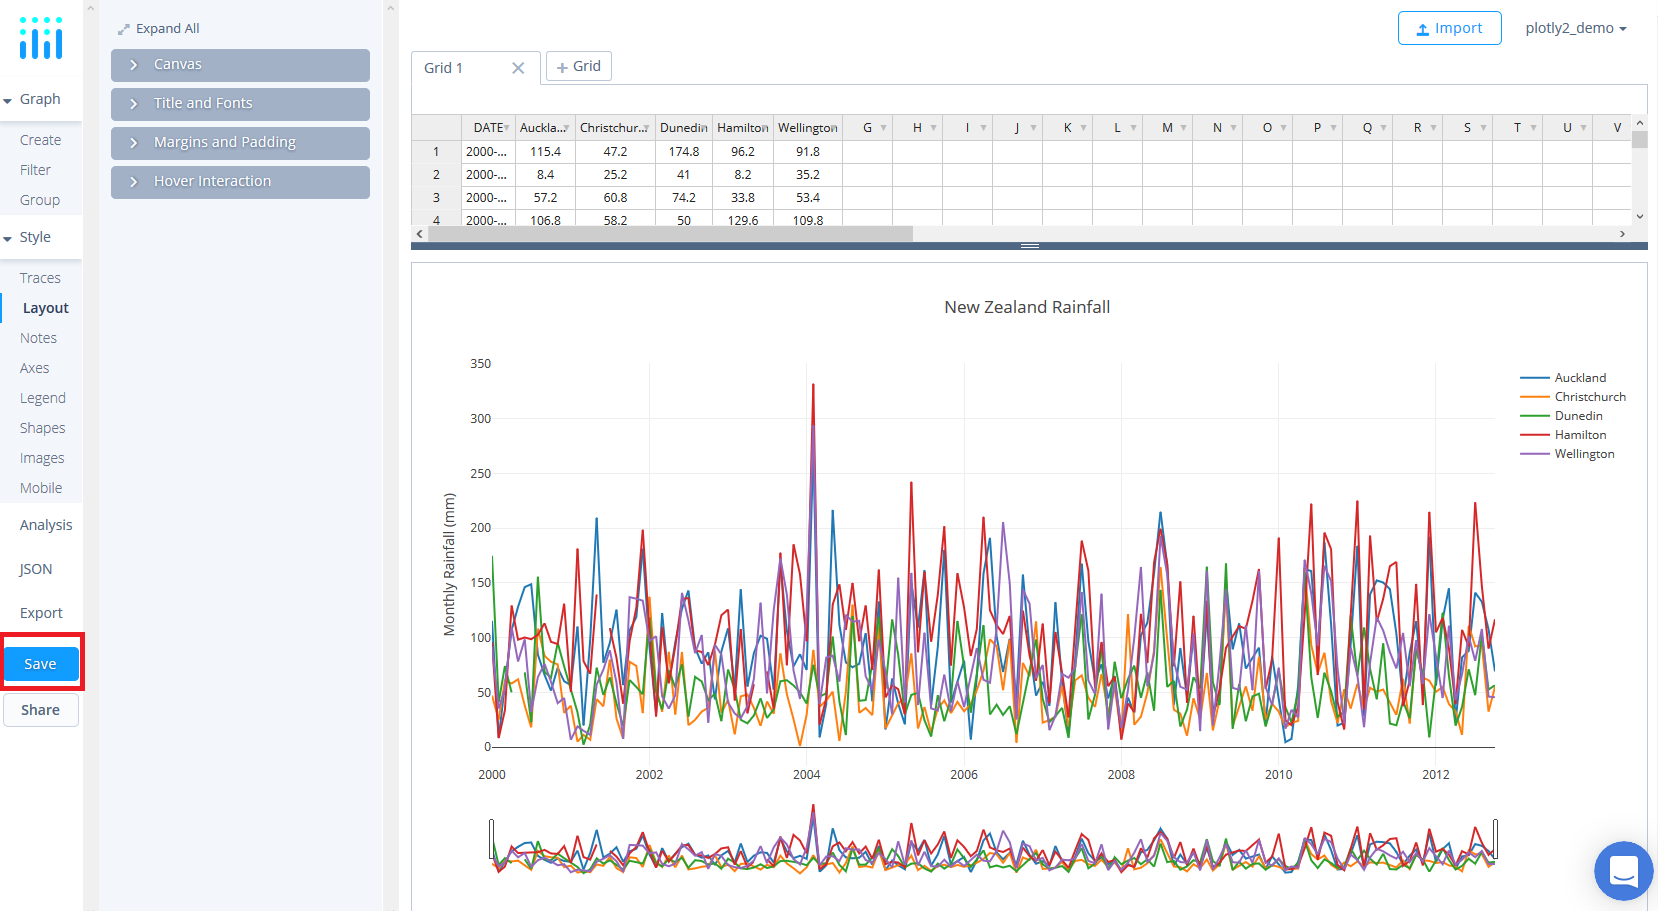 Graph
Create
Filter
Group
Style
Traces
Layout
Notes
Axes
Legend
Shapes
Images
Mobile
Analysis
JSON
Export
Save
Share
Expand All
Canvas
Title and Fonts
Margins and Padding
Hover Interaction
Import plotly2_demo
Grid 1 + Grid
DATE Auckla... Christchur... Dunedin Hamilton Wellington G H I J K L M N O P Q R S T U V
1 2000-... 115.4 47.2 174.8 96.2 91.8
2 2000-... 8.4 25.2 41 8.2 35.2
3 2000-... 57.2 60.8 74.2 33.8 53.4
4 2000-... 106.8 58.2 50 129.6 109.8
New Zealand Rainfall
Monthly Rainfall (mm)
350
300
250
200
150
100
50
0
2000 2002 2004 2006 2008 2010 2012
Auckland
Christchurch
Dunedin
Hamilton
Wellington